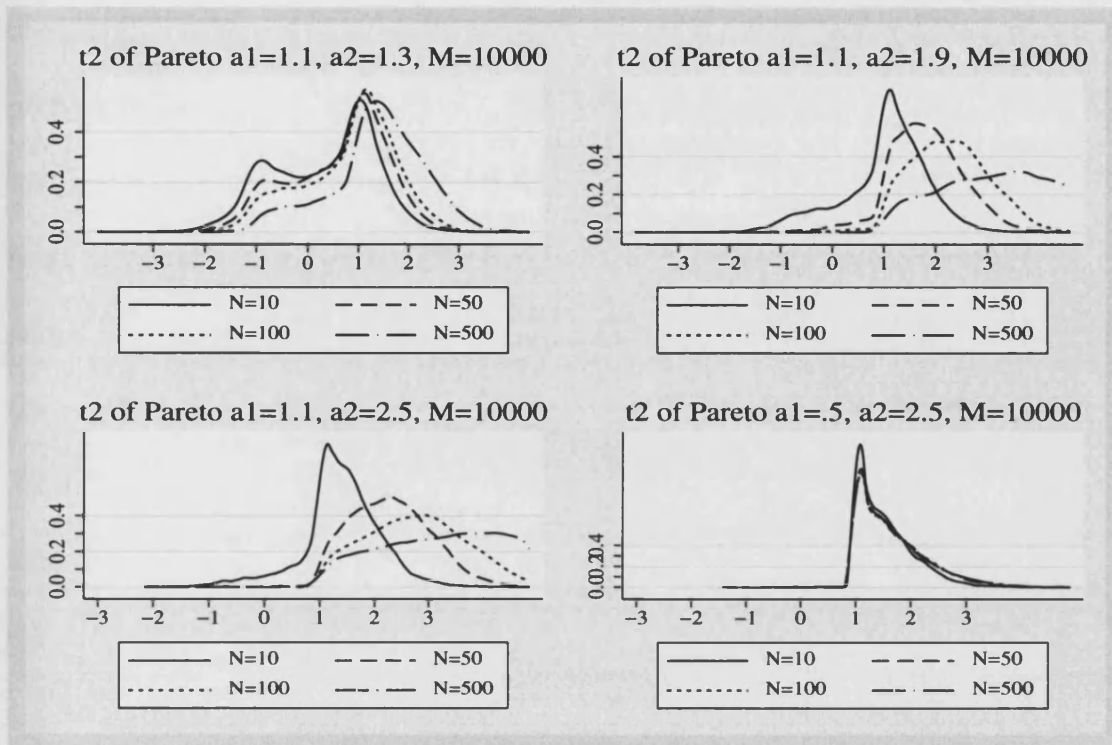 t2 of Pareto a1=1.1, a2=1.3, M=10000
0.0 0.2 0.4
−3 −2 −1 0 1 2 3
N=10 N=50
N=100 N=500
t2 of Pareto a1=1.1, a2=1.9, M=10000
0.0 0.2 0.4
−3 −2 −1 0 1 2 3
N=10 N=50
N=100 N=500
t2 of Pareto a1=1.1, a2=2.5, M=10000
0.0 0.2 0.4
−3 −2 −1 0 1 2 3
N=10 N=50
N=100 N=500
t2 of Pareto a1=.5, a2=2.5, M=10000
0.0 0.2 0.4
−3 −2 −1 0 1 2 3
N=10 N=50
N=100 N=500